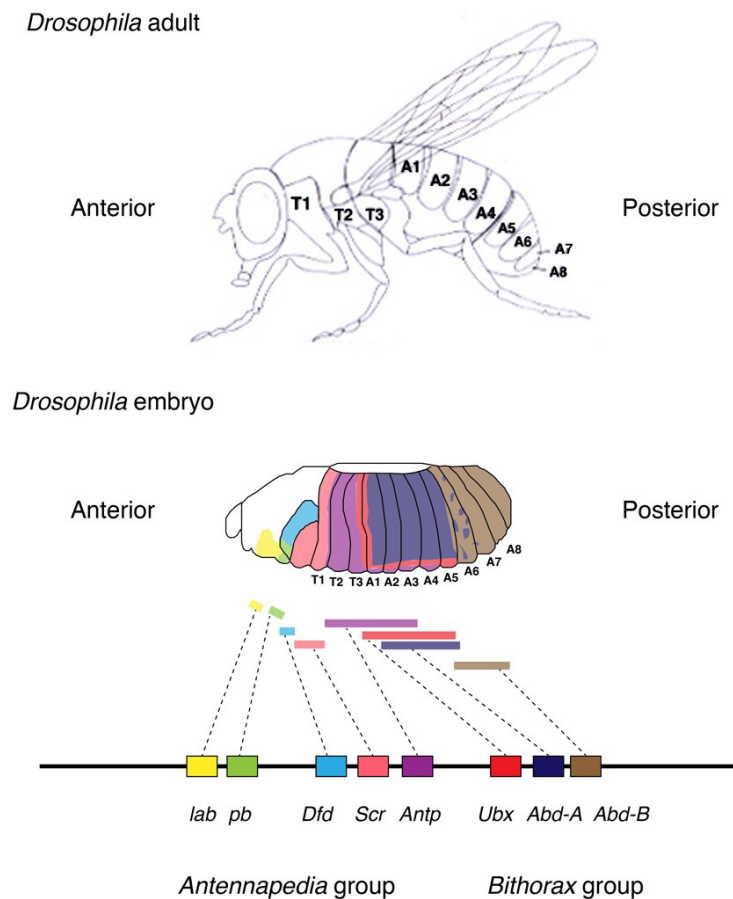 Drosophila adult
Anterior
Posterior
T1
T2
T3
A1
A2
A3
A4
A5
A6
A7
A8
Drosophila embryo
Anterior
Posterior
T1 T2 T3 A1 A2 A3 A4 A5 A6 A7 A8
lab pb Dfd Scr Antp Ubx Abd-A Abd-B
Antennapedia group Bithorax group